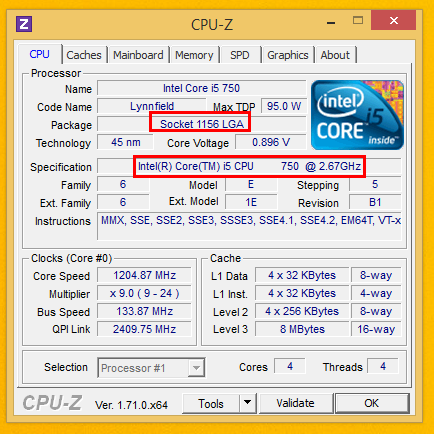 CPU-Z
CPU Caches Mainboard Memory SPD Graphics About
Processor
Name Intel Core i5 750
Code Name Lynnfield Max TDP 95.0 W
Package Socket 1156 LGA
Technology 45 nm Core Voltage 0.896 V
intel
CORE i5
inside™
Specification Intel(R) Core(TM) i5 CPU 750 @ 2.67GHz
Family 6 Model E Stepping 5
Ext. Family 6 Ext. Model 1E Revision B1
Instructions MMX, SSE, SSE2, SSE3, SSSE3, SSE4.1, SSE4.2, EM64T, VT-x
Clocks (Core #0)
Core Speed 1204.87 MHz
Multiplier x 9.0 ( 9 - 24 )
Bus Speed 133.87 MHz
QPI Link 2409.75 MHz
Cache
L1 Data 4 x 32 KBytes 8-way
L1 Inst. 4 x 32 KBytes 4-way
Level 2 4 x 256 KBytes 8-way
Level 3 8 MBytes 16-way
Selection Processor #1 Cores 4 Threads 4
CPU-Z Ver. 1.71.0.x64 Tools Validate OK